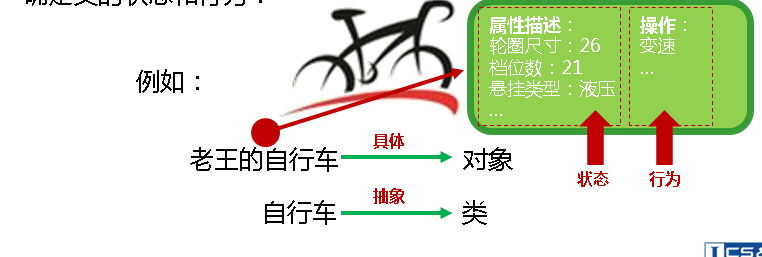 属性描述：
轮圈尺寸：26
档位数：21
悬挂类型：液压
...
操作：
变速
...
例如：
老王的自行车
具体
对象
状态
行为
自行车
抽象
类